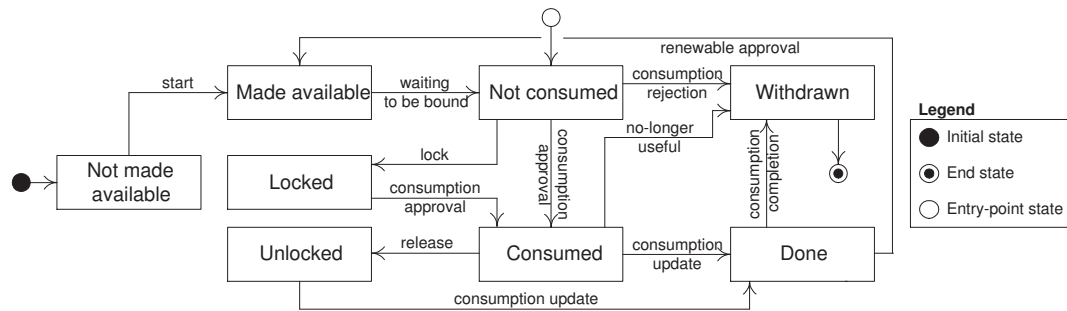 renewable approval
start
Made available
waiting
to be bound
Not consumed
consumption
rejection
Withdrawn
Legend
Initial state
End state
Entry-point state
Not made
available
lock
Locked
consumption
approval
consumption
approval
no-longer
useful
consumption
completion
Unlocked
release
Consumed
consumption
update
Done
consumption update